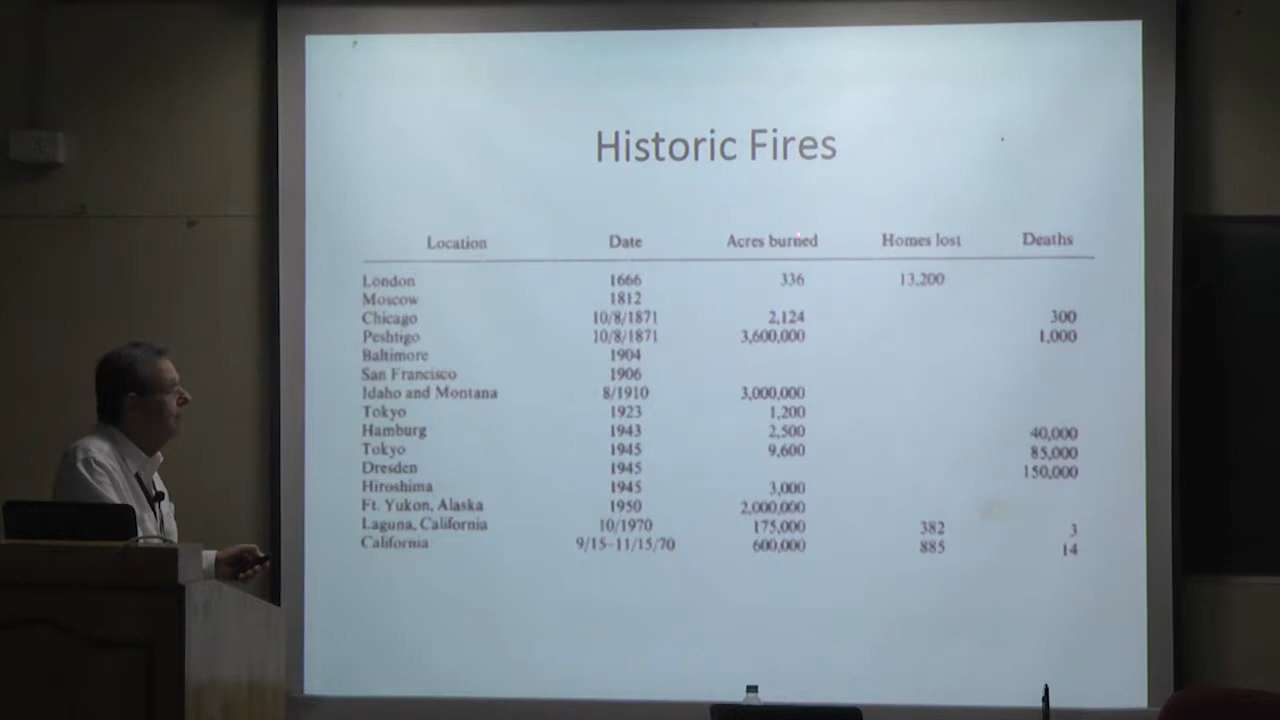 Historic Fires
Location Date Acres burned Homes lost Deaths
London 1666 336 13,200
Moscow 1812
Chicago 10/8/1871 2,124 300
Peshtigo 10/8/1871 3,600,000 1,000
Baltimore 1904
San Francisco 1906
Idaho and Montana 8/1910 3,000,000
Tokyo 1923 1,200
Hamburg 1943 2,500 40,000
Tokyo 1945 9,600 85,000
Dresden 1945 150,000
Hiroshima 1945 3,000
Ft. Yukon, Alaska 1950 2,000,000
Laguna, California 10/1970 175,000 382 3
California 9/15–11/15/70 600,000 885 14